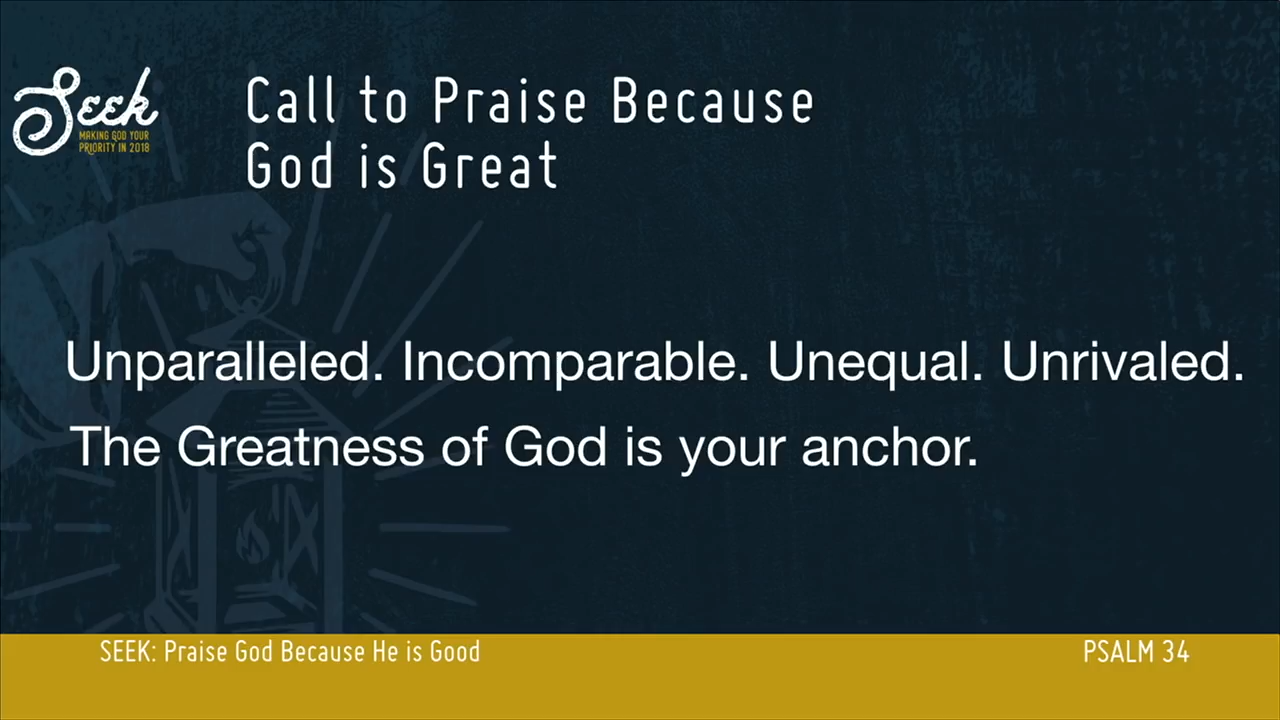 Seek
MAKING GOD YOUR
PRIORITY IN 2018
Call to Praise Because
God is Great
Unparalleled. Incomparable. Unequal. Unrivaled.
The Greatness of God is your anchor.
SEEK: Praise God Because He is Good
PSALM 34